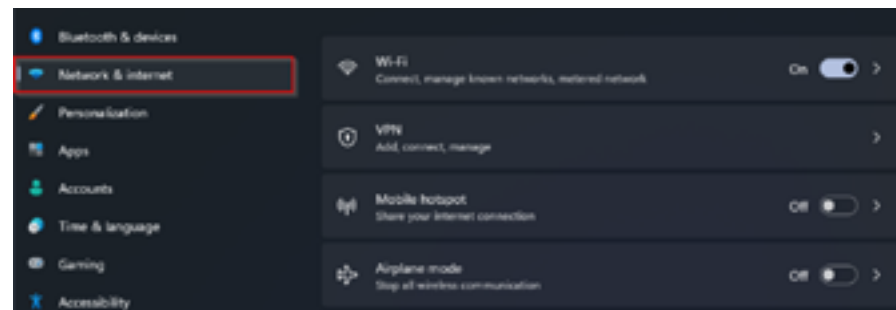 Bluetooth & devices
Network & internet
Personalization
Apps
Accounts
Time & language
Gaming
Accessibility
Wi-Fi
Connect, manage known networks, metered network
On
VPN
Add, connect, manage
Mobile hotspot
Share your internet connection
Off
Airplane mode
Stop all wireless communication
Off